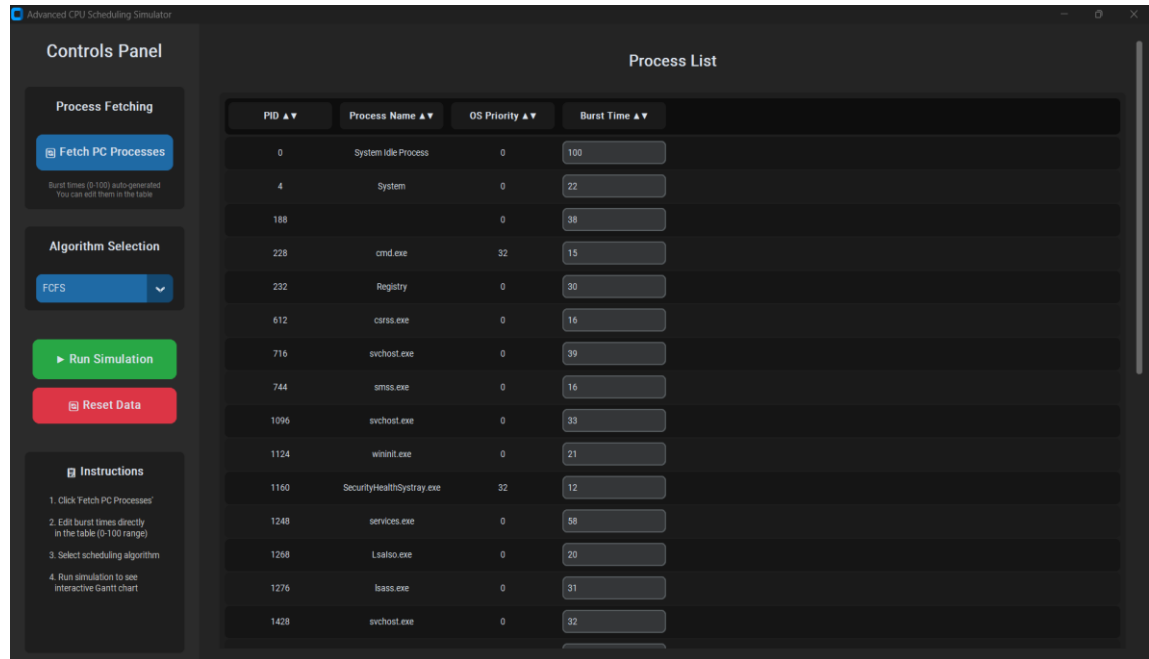 Advanced CPU Scheduling Simulator
Controls Panel
Process Fetching
Fetch PC Processes
Burst times (0-100) auto-generated
You can edit them in the table
Algorithm Selection
FCFS
► Run Simulation
Reset Data
Instructions
1. Click 'Fetch PC Processes'
2. Edit burst times directly
in the table (0-100 range)
3. Select scheduling algorithm
4. Run simulation to see
interactive Gantt chart
Process List
PID ▲▼ Process Name ▲▼ OS Priority ▲▼ Burst Time ▲▼
0 System Idle Process 0 100
4 System 0 22
188 0 38
228 cmd.exe 32 15
232 Registry 0 30
612 csrss.exe 0 16
716 svchost.exe 0 39
744 smss.exe 0 16
1096 svchost.exe 0 33
1124 wininit.exe 0 21
1160 SecurityHealthSystray.exe 32 12
1248 services.exe 0 58
1268 LsaIso.exe 0 20
1276 lsass.exe 0 31
1428 svchost.exe 0 32